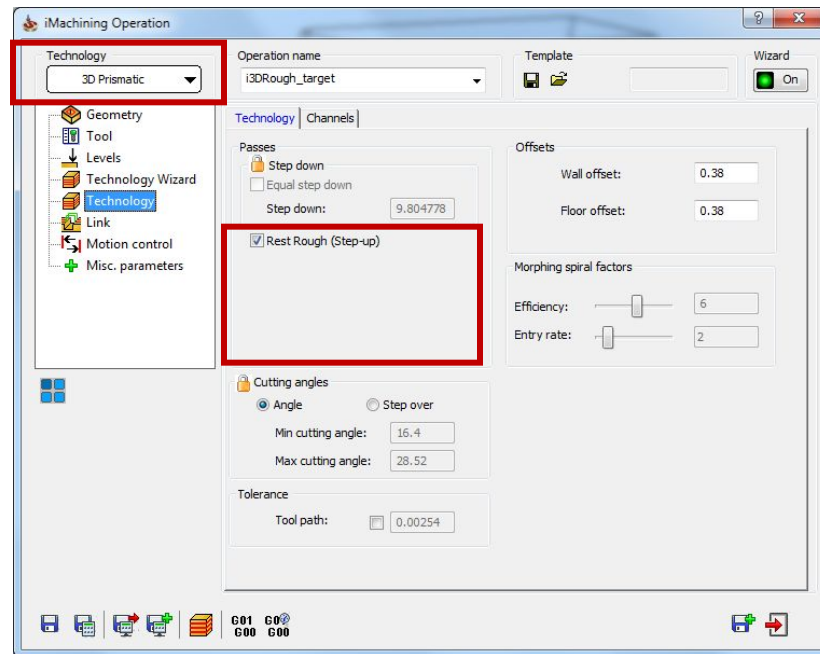 iMachining Operation
Technology
3D Prismatic
Operation name
i3DRough_target
Template
Wizard
On
Geometry
Tool
Levels
Technology Wizard
Technology
Link
Motion control
Misc. parameters
Technology
Channels
Passes
Step down
Equal step down
Step down:
9.804778
Rest Rough (Step-up)
Offsets
Wall offset:
0.38
Floor offset:
0.38
Morphing spiral factors
Efficiency:
6
Entry rate:
2
Cutting angles
Angle
Step over
Min cutting angle:
16.4
Max cutting angle:
28.52
Tolerance
Tool path:
0.00254
G01 G0
G00 G00